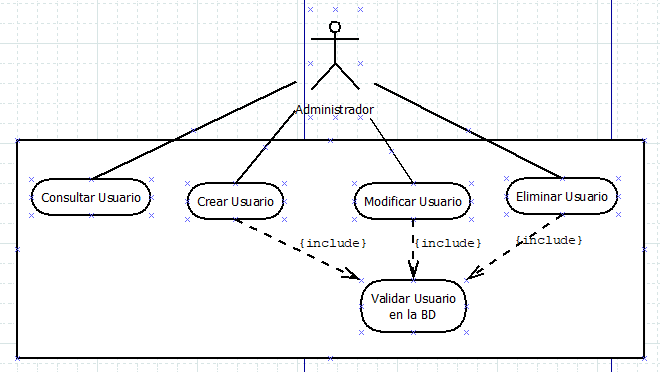 Administrador
Consultar Usuario
Crear Usuario
Modificar Usuario
Eliminar Usuario
{include}
{include}
{include}
Validar Usuario
en la BD